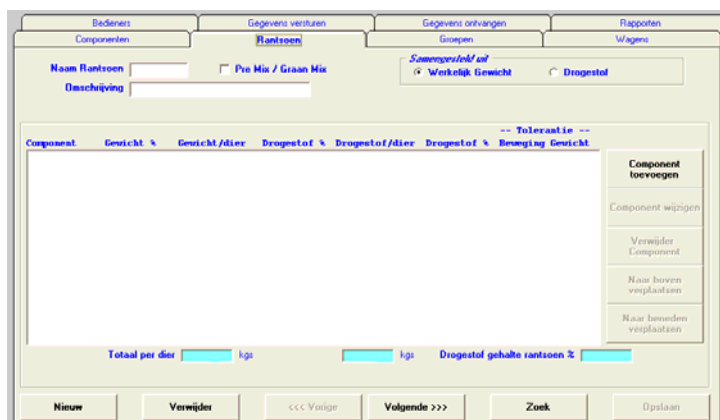 Bedieners Gegevens versturen Gegevens ontvangen Rapporten
Componenten Rantsoen Groepen Wagens
Samengesteld uit
Naam Rantsoen Pre Mix / Graan Mix Werkelijk Gewicht Drogestof
Omschrijving
-- Tolerantie --
Component Gewicht % Gewicht/dier Drogestof % Drogestof/dier Drogestof % Beweging Gewicht
Component toevoegen
Component wijzigen
Verwijder Component
Naar boven verplaatsen
Naar beneden verplaatsen
Totaal per dier kgs kgs Drogestof gehalte rantsoen %
Nieuw Verwijder <<< Vorige Volgende >>> Zoek Opslaan